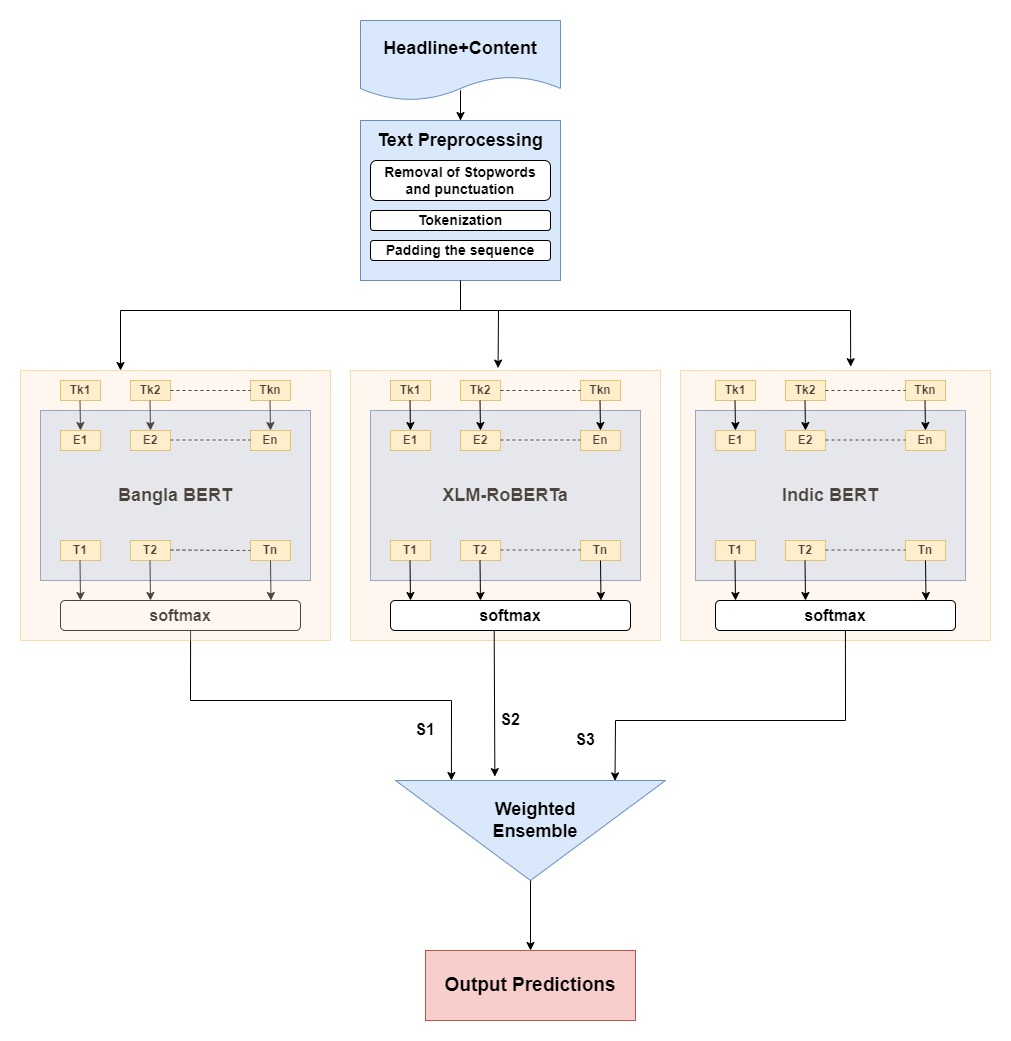 Headline+Content
Text Preprocessing
Removal of Stopwords
and punctuation
Tokenization
Padding the sequence
Tk1 Tk2 Tkn
E1 E2 En
Bangla BERT
T1 T2 Tn
softmax
Tk1 Tk2 Tkn
E1 E2 En
XLM-RoBERTa
T1 T2 Tn
softmax
Tk1 Tk2 Tkn
E1 E2 En
Indic BERT
T1 T2 Tn
softmax
S1
S2
S3
Weighted
Ensemble
Output Predictions